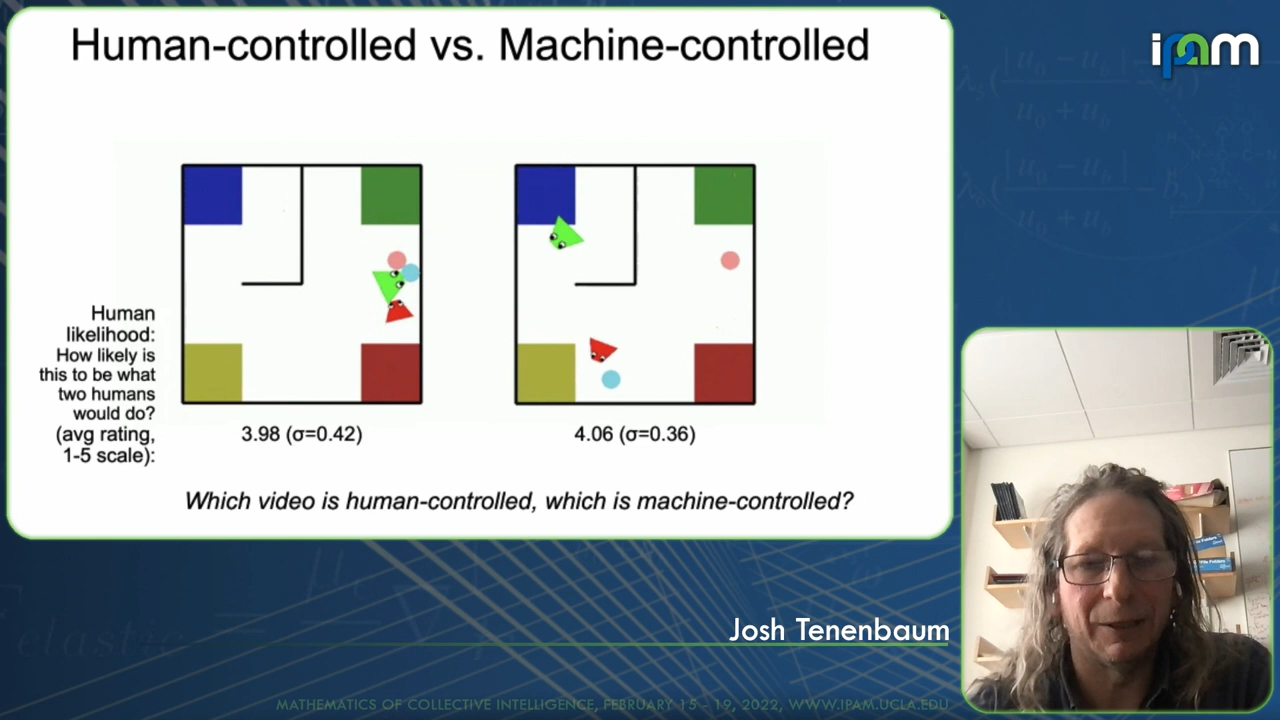 Human-controlled vs. Machine-controlled
ipam
Human
likelihood:
How likely is
this to be what
two humans
would do?
(avg rating,
1-5 scale):
3.98 (σ=0.42)
4.06 (σ=0.36)
Which video is human-controlled, which is machine-controlled?
Josh Tenenbaum
MATHEMATICS OF COLLECTIVE INTELLIGENCE, FEBRUARY 15 - 19, 2022, WWW.IPAM.UCLA.EDU
elastic